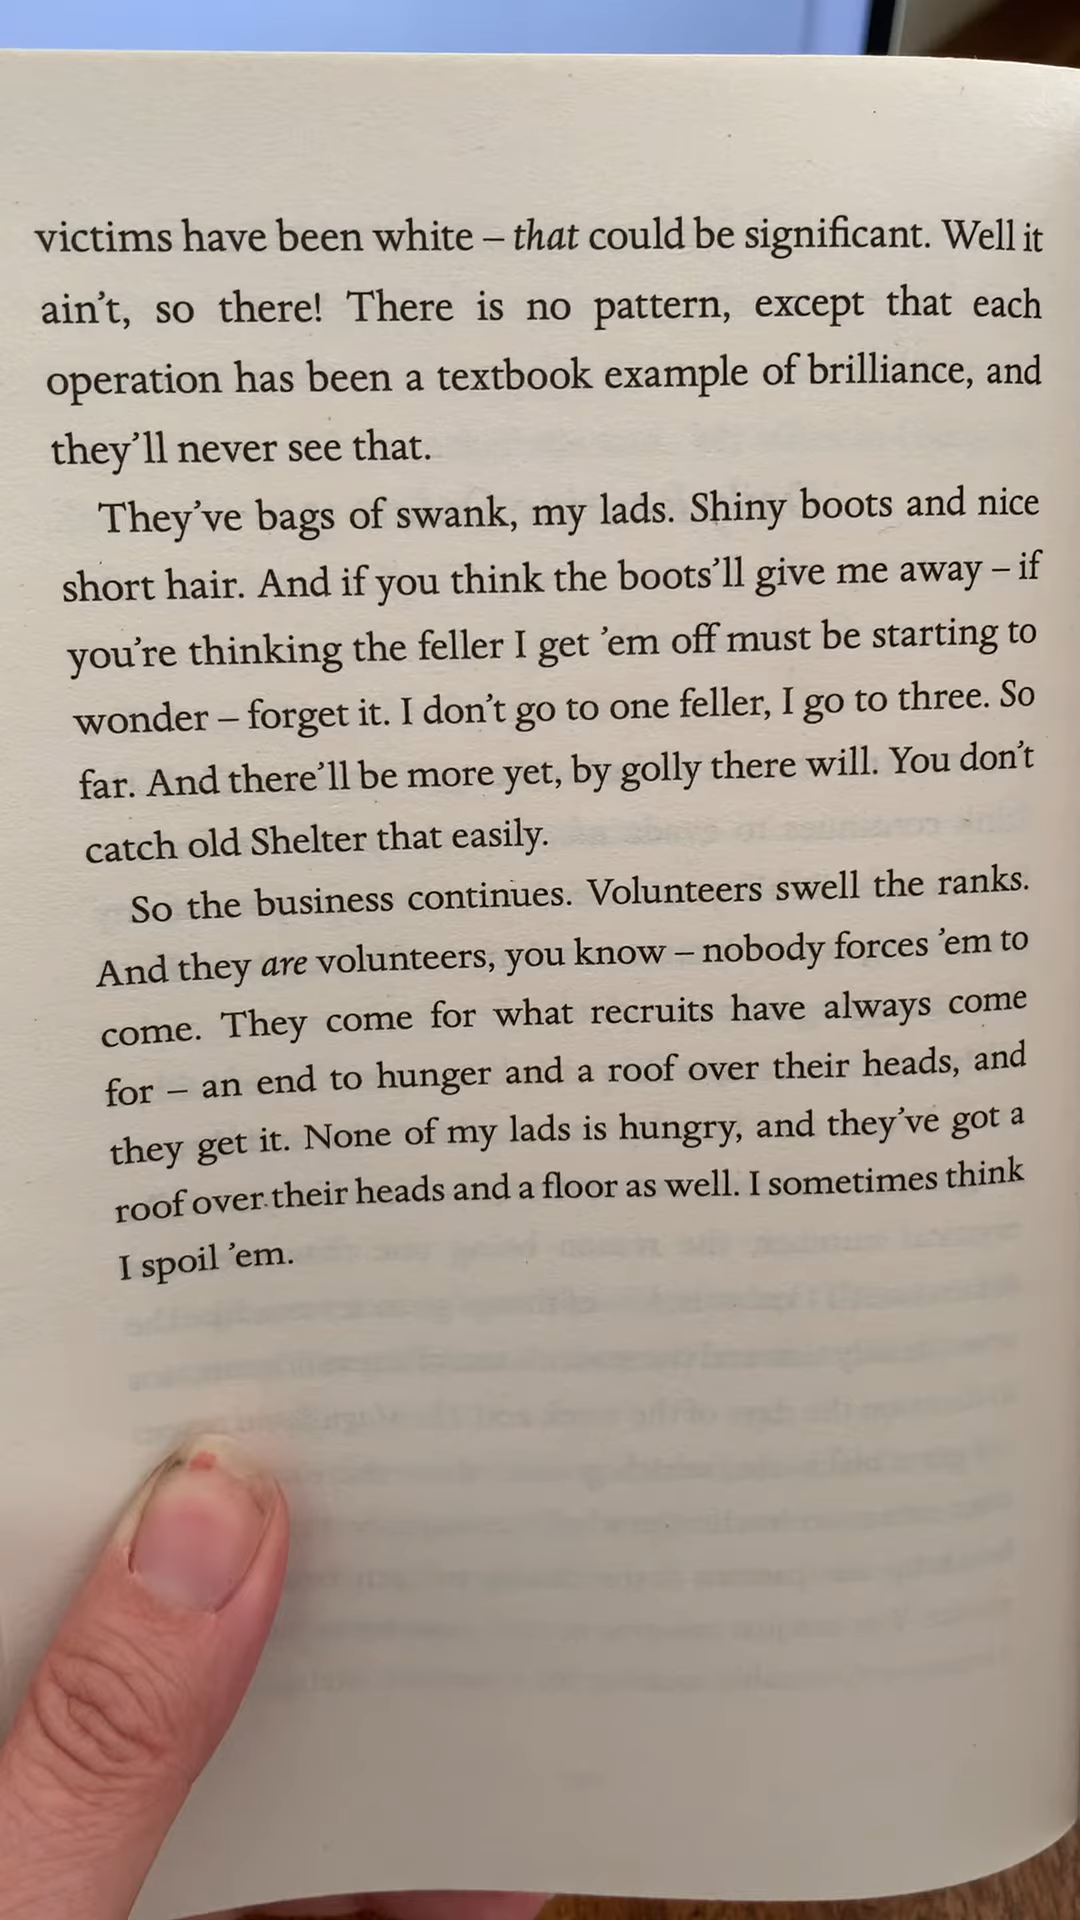 victims have been white – that could be significant. Well it
ain't, so there! There is no pattern, except that each
operation has been a textbook example of brilliance, and
they'll never see that.
They've bags of swank, my lads. Shiny boots and nice
short hair. And if you think the boots'll give me away – if
you're thinking the feller I get 'em off must be starting to
wonder – forget it. I don't go to one feller, I go to three. So
far. And there'll be more yet, by golly there will. You don't
catch old Shelter that easily.
So the business continues. Volunteers swell the ranks.
And they are volunteers, you know – nobody forces 'em to
come. They come for what recruits have always come
for – an end to hunger and a roof over their heads, and
they get it. None of my lads is hungry, and they've got a
roof over their heads and a floor as well. I sometimes think
I spoil 'em.